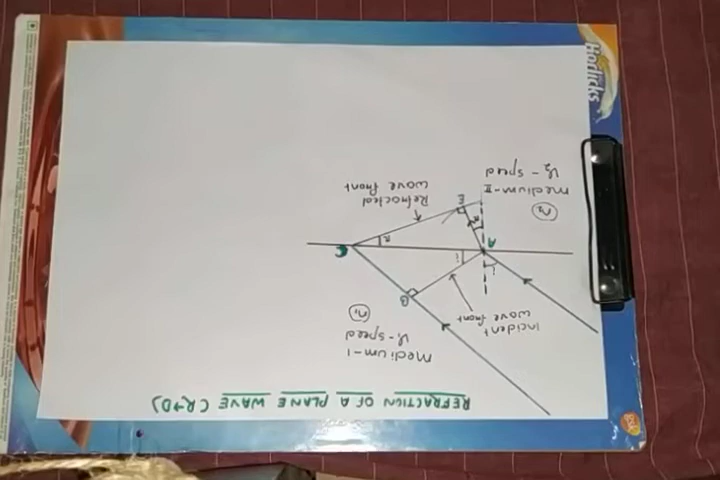 REFRACTION OF A PLANE WAVE (R→D)
Medium-1
V₁-speed
n₁
Incident
wave front
B
i
i
A
C
r
r
E
Refracted
wave front
n₂
Medium-II
V₂-speed
Horlicks